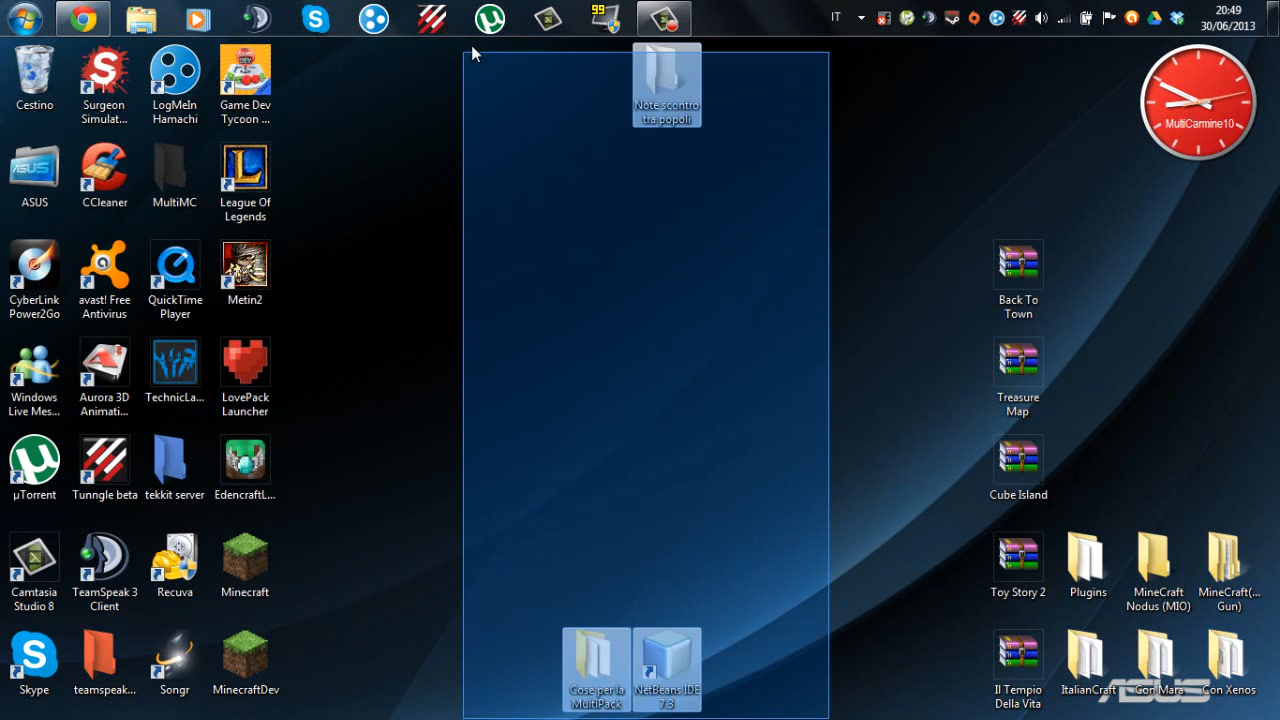 99
IT
20:49
30/06/2013
Note scontro
tra popoli
MultiCarmine10
Cestino
Surgeon
Simulat...
LogMeIn
Hamachi
Game Dev
Tycoon ...
ASUS
ASUS
CCleaner
MultiMC
League Of
Legends
CyberLink
Power2Go
avast! Free
Antivirus
QuickTime
Player
Metin2
Back To
Town
Windows
Live Mes...
Aurora 3D
Animati...
TechnicLa...
LovePack
Launcher
Treasure
Map
µTorrent
Tunngle beta
tekkit server
EdencraftL...
Cube Island
Camtasia
Studio 8
TeamSpeak 3
Client
Recuva
Minecraft
Toy Story 2
Plugins
MineCraft
Nodus (MIO)
MineCraft(...
Gun)
Skype
teamspeak...
Songr
MinecraftDev
Cose per la
MultiPack
NetBeans IDE
7.3
Il Tempio
Della Vita
ItalianCraft
Con Mara
Con Xenos
ASUS